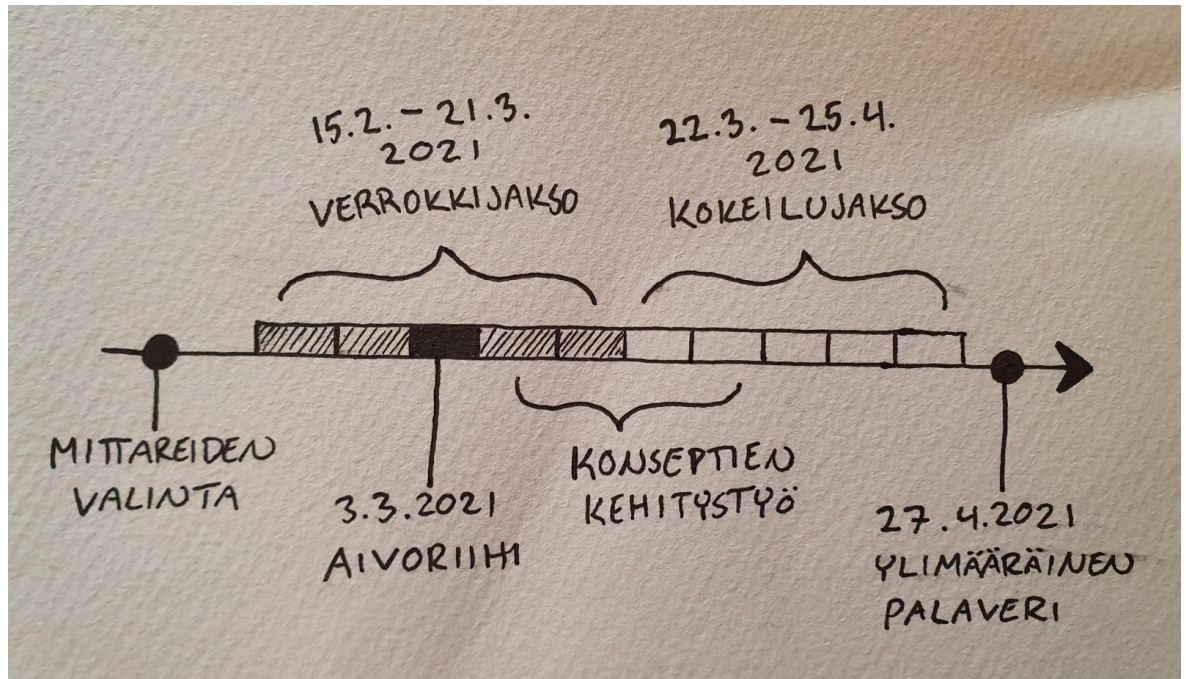 15.2. – 21.3.
2021
VERROKKIJAKSO
22.3. – 25.4.
2021
KOKEILUJAKSO
MITTAREIDEN
VALINTA
3.3.2021
AIVORIIHI
KONSEPTIEN
KEHITYSTYÖ
27.4.2021
YLIMÄÄRÄINEN
PALAVERI